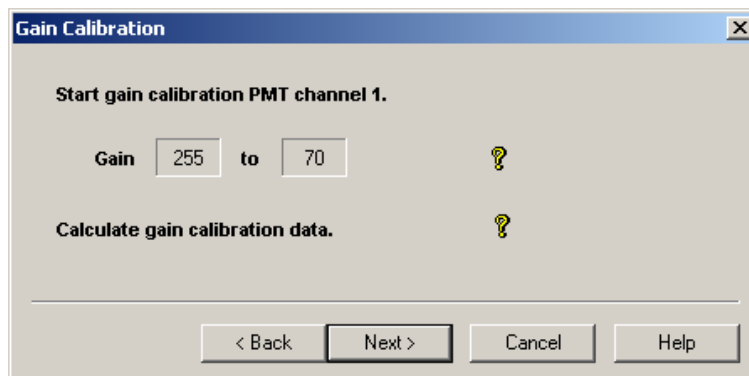 Gain Calibration
Start gain calibration PMT channel 1.
Gain 255 to 70
Calculate gain calibration data.
< Back Next > Cancel Help